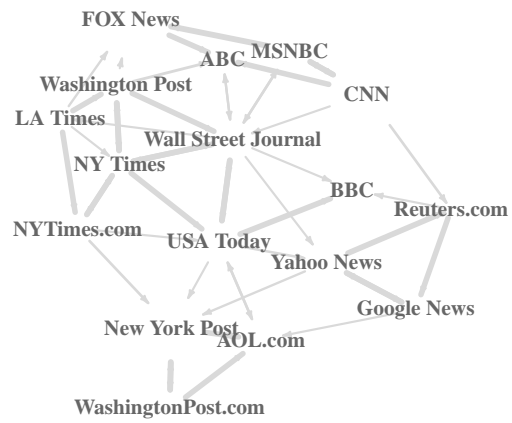 FOX News
MSNBC
ABC
Washington Post
CNN
LA Times
Wall Street Journal
NY Times
BBC
Reuters.com
NYTimes.com
USA Today
Yahoo News
Google News
New York Post
AOL.com
WashingtonPost.com